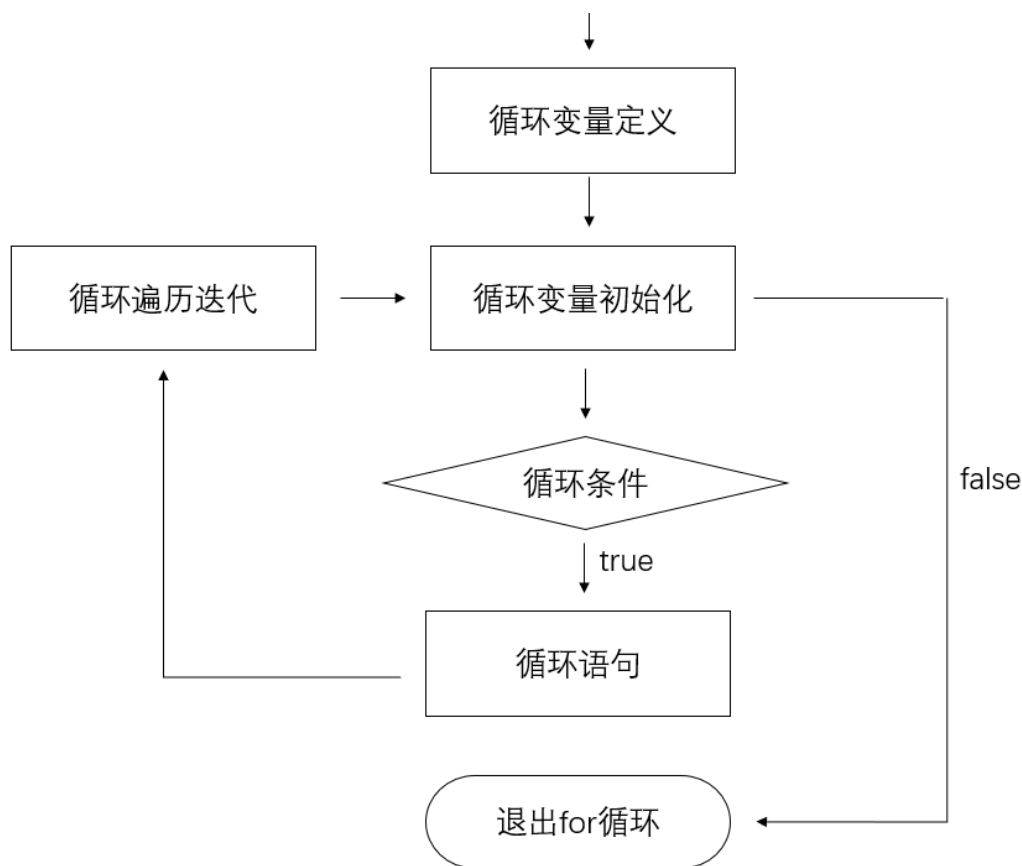 循环变量定义
循环遍历迭代
循环变量初始化
循环条件
false
true
循环语句
退出for循环